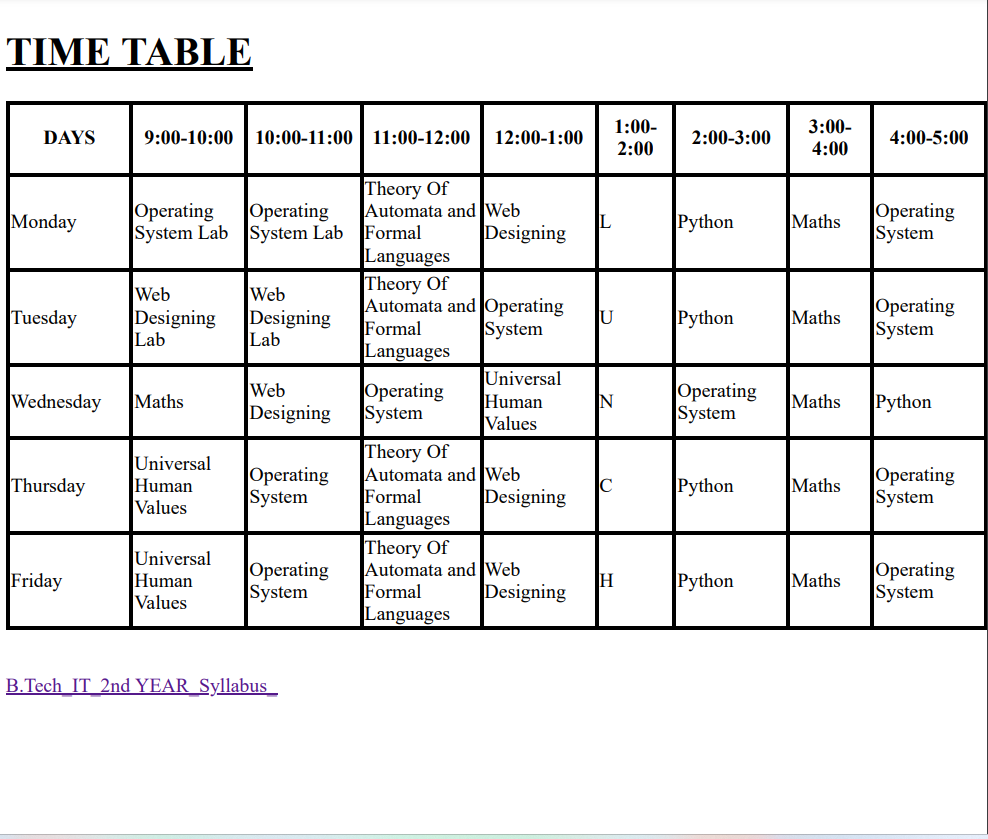 TIME TABLE
DAYS 9:00-10:00 10:00-11:00 11:00-12:00 12:00-1:00 1:00-2:00 2:00-3:00 3:00-4:00 4:00-5:00
Monday Operating System Lab Operating System Lab Theory Of Automata and Formal Languages Web Designing L Python Maths Operating System
Tuesday Web Designing Lab Web Designing Lab Theory Of Automata and Formal Languages Operating System U Python Maths Operating System
Wednesday Maths Web Designing Operating System Universal Human Values N Operating System Maths Python
Thursday Universal Human Values Operating System Theory Of Automata and Formal Languages Web Designing C Python Maths Operating System
Friday Universal Human Values Operating System Theory Of Automata and Formal Languages Web Designing H Python Maths Operating System
B.Tech_IT_2nd YEAR_Syllabus_